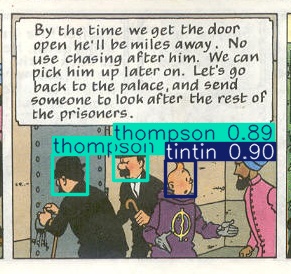 By the time we get the door
open he'll be miles away. No
use chasing after him. We can
pick him up later on. Let's go
back to the palace, and send
someone to look after the rest of
the prisoners.
thompson 0.89
thompson
tintin 0.90